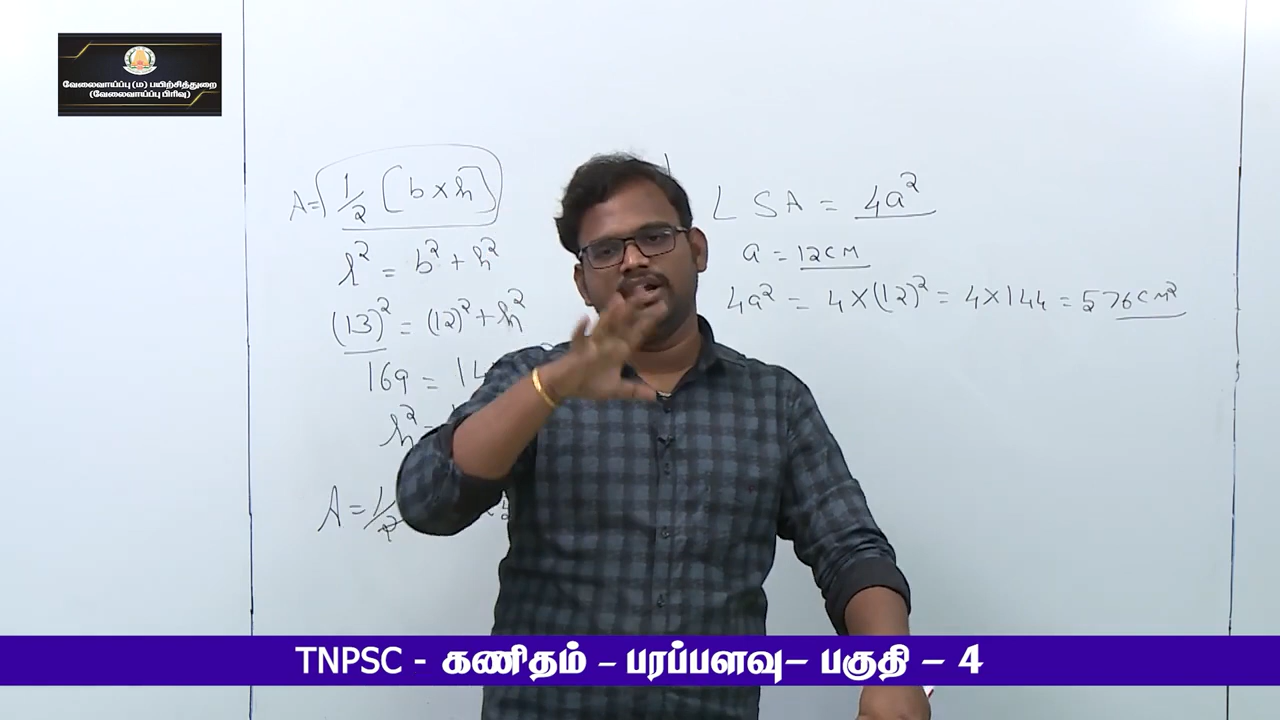 வேலைவாய்ப்பு (ம) பயிற்சித்துறை
(வேலைவாய்ப்பு பிரிவு)
A = 1/2 [b × h]
l² = b² + h²
(13)² = (12)² + h²
169 = 14
h² =
A = 1/2
LSA = 4a²
a = 12cm
4a² = 4 × (12)² = 4 × 144 = 576cm²
TNPSC - கணிதம் – பரப்பளவு – பகுதி – 4